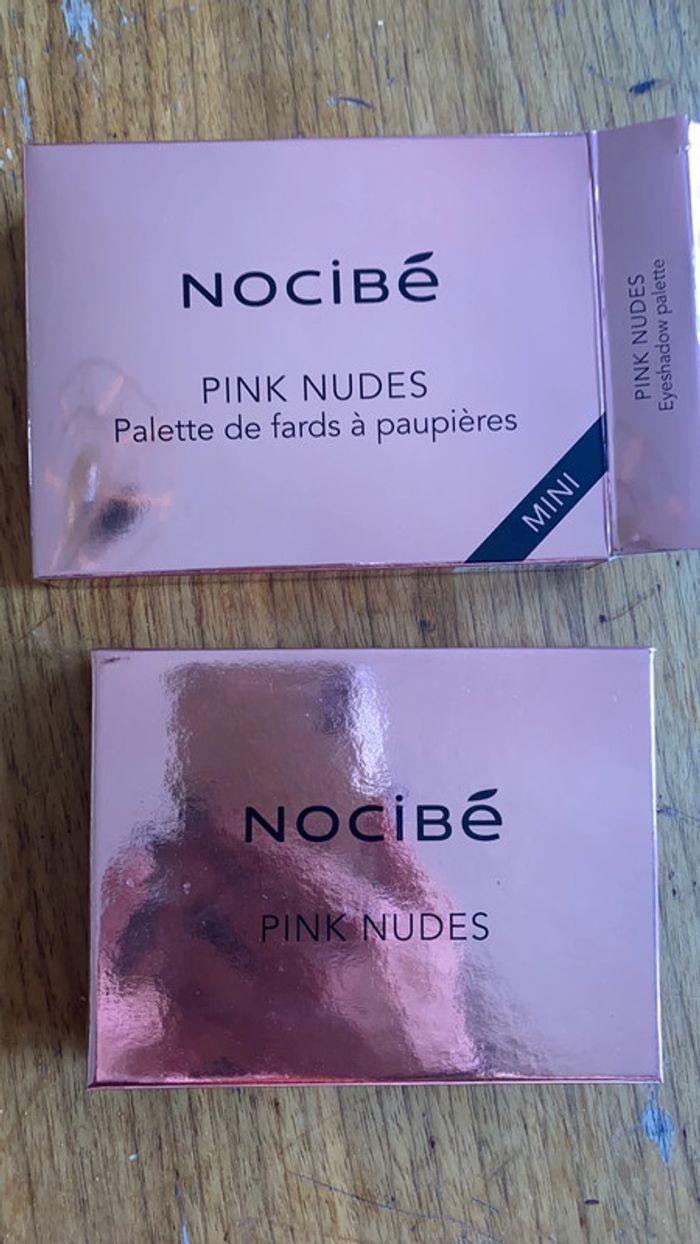 NOCiBé
PINK NUDES
Palette de fards à paupières
MINI
PINK NUDES
Eyeshadow palette
NOCiBé
PINK NUDES